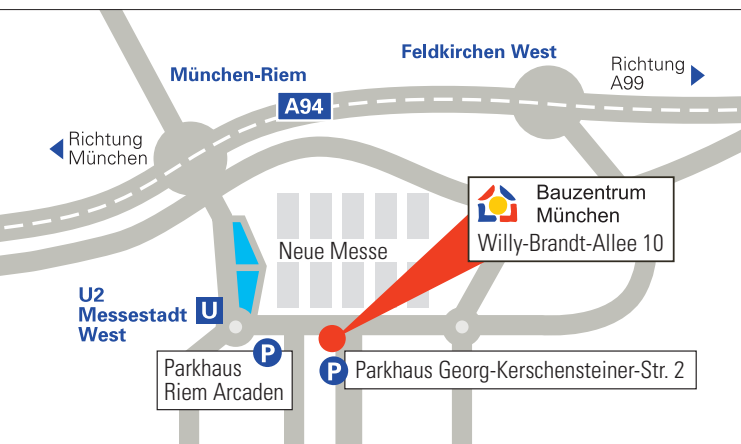 Feldkirchen West
München-Riem
Richtung
A99
A94
Richtung
München
Bauzentrum
München
Willy-Brandt-Allee 10
Neue Messe
U2
Messestadt
West
U
P
Parkhaus
Riem Arcaden
P
Parkhaus Georg-Kerschensteiner-Str. 2